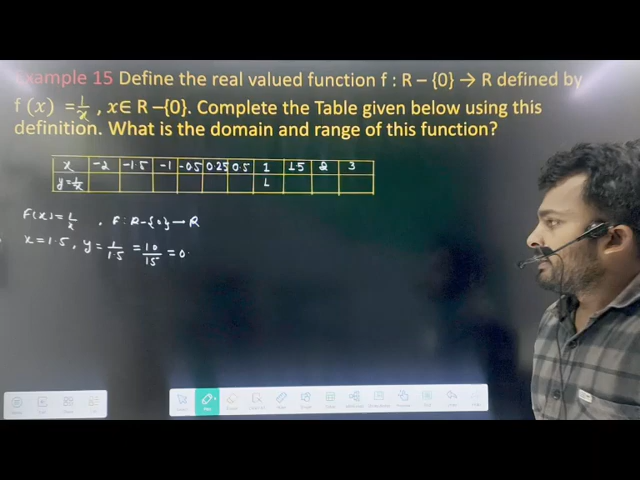 Example 15 Define the real valued function f : R – {0} → R defined by
f (x) = 1/x , x∈ R –{0}. Complete the Table given below using this
definition. What is the domain and range of this function?
x -2 -1.5 -1 -0.5 0.25 0.5 1 1.5 2 3
y=1/x 1
F(x)=1/x , F: R-{0}→R
x=1.5, y=1/1.5 =10/15 =0.